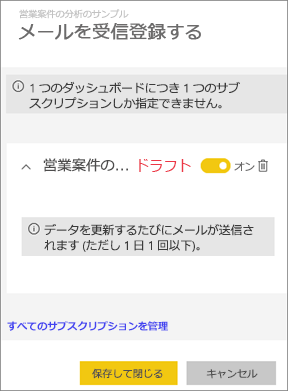 営業案件の分析のサンプル
メールを受信登録する
1 つのダッシュボードにつき 1 つのサブ
スクリプションしか指定できません。
営業案件の... ドラフト オン
データを更新するたびにメールが送信さ
れます (ただし 1 日 1 回以下)。
すべてのサブスクリプションを管理
保存して閉じる キャンセル